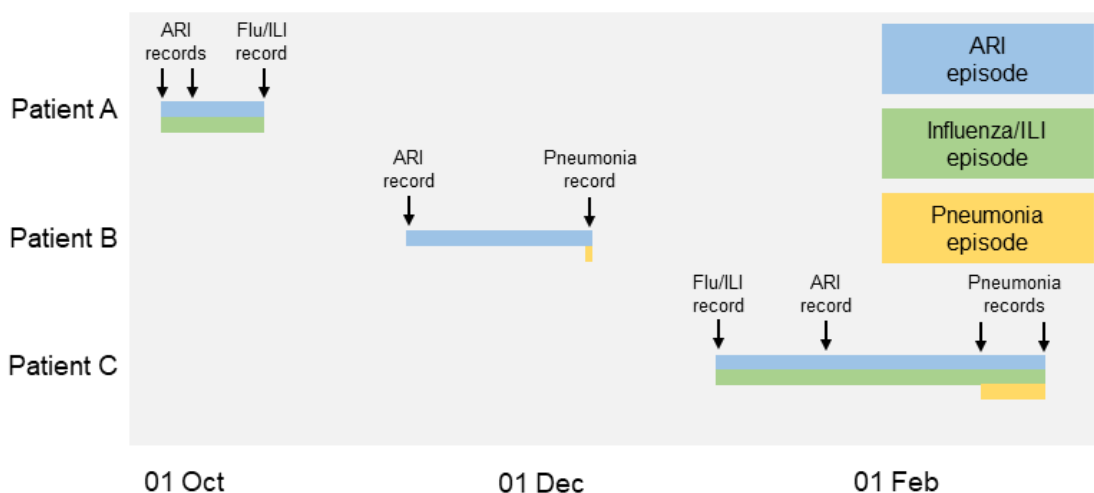 ARI
records
Flu/ILI
record
ARI
episode
Patient A
Influenza/ILI
episode
ARI
record
Pneumonia
record
Pneumonia
episode
Patient B
Flu/ILI
record
ARI
record
Pneumonia
records
Patient C
01 Oct
01 Dec
01 Feb